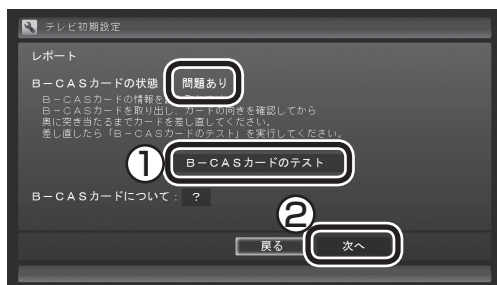 テレビ初期設定
レポート
B-CASカードの状態 問題あり
B-CASカードの情報を
B-CASカードを取り出し、カードの向きを確認してから
奥に突き当たるまでカードを差し直してください。
差し直したら「B-CASカードのテスト」を実行してください。
① B-CASカードのテスト
B-CASカードについて: ?
②
戻る 次へ